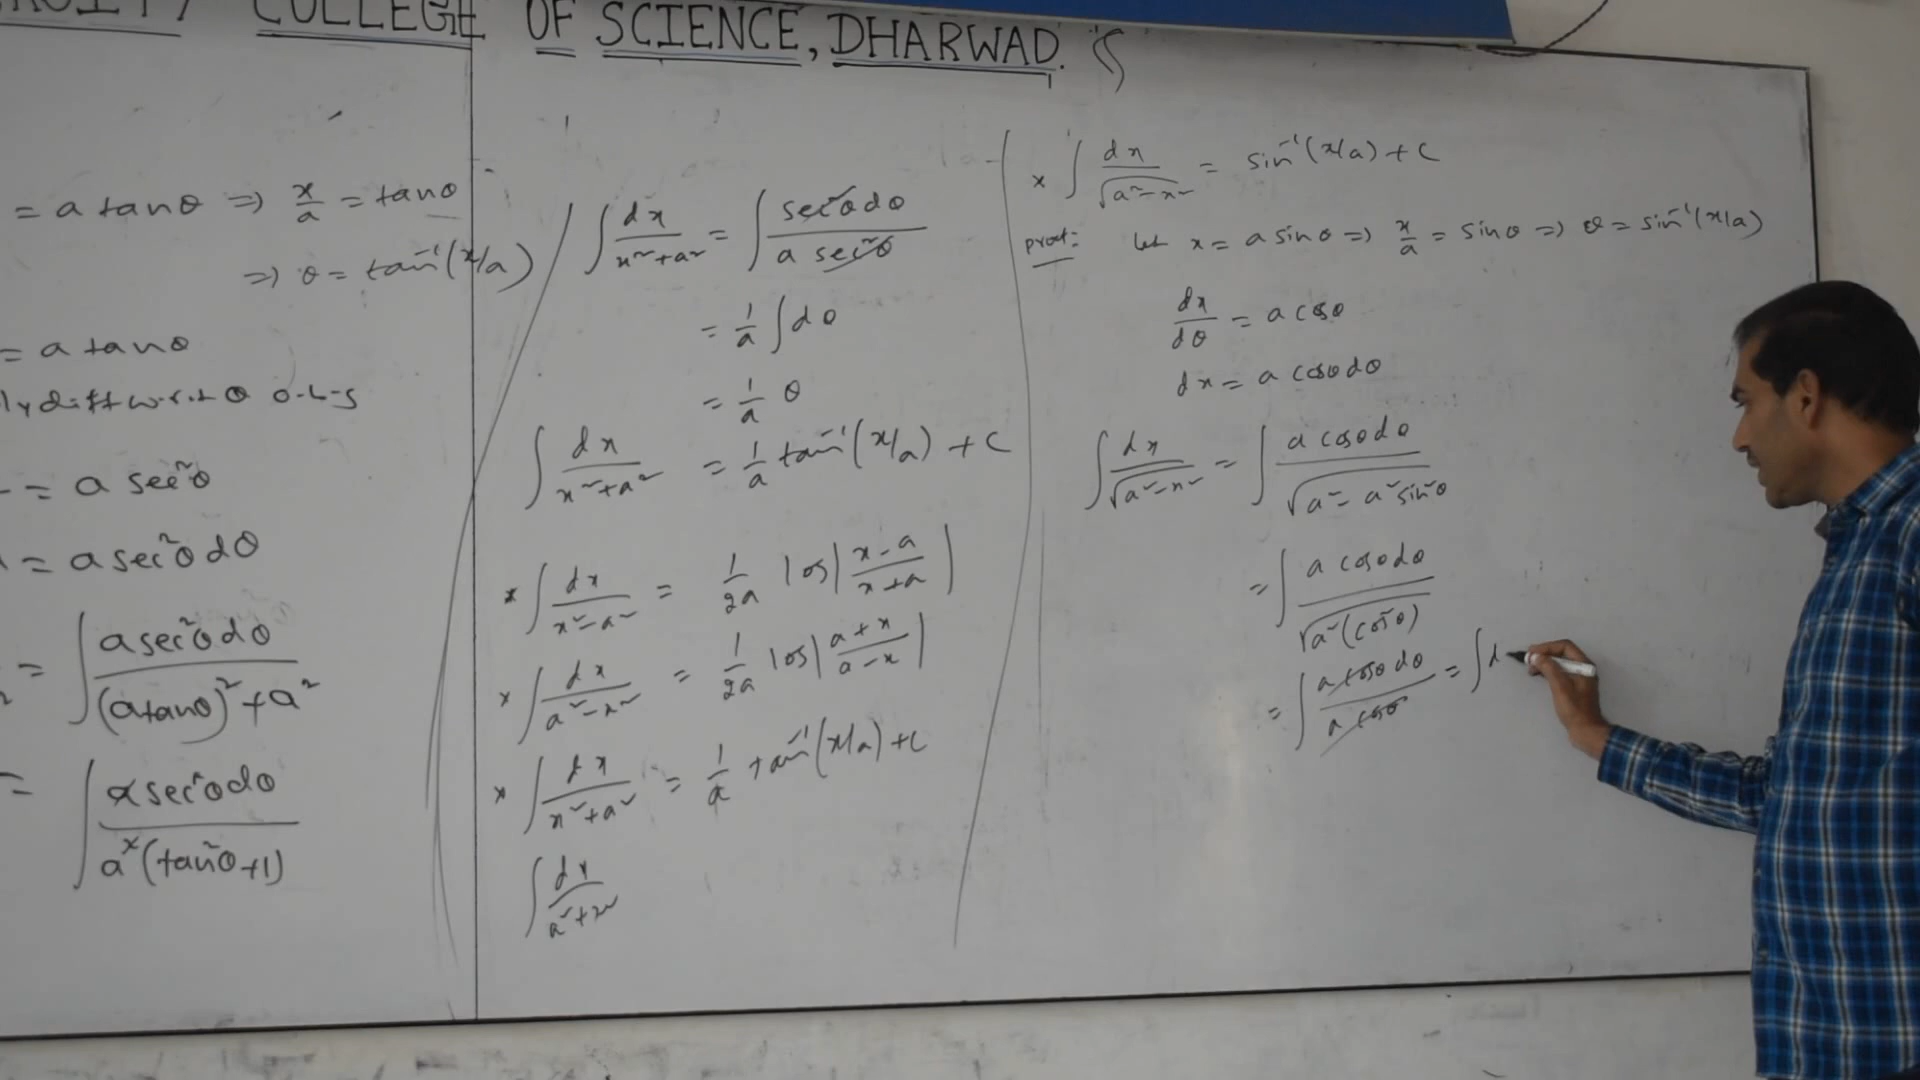 COLLEGE OF SCIENCE, DHARWAD.
= a tanθ ⇒ x/a = tanθ
⇒ θ = tan⁻¹(x/a)
= a tanθ
diff w.r.t θ o.b.s
= a sec²θ
= a sec²θ dθ
= ∫ a sec²θ dθ / (a tanθ)² + a²
= ∫ a sec²θ dθ / a²(tan²θ+1)
∫ dx / x²+a² = ∫ sec²θ dθ / a sec²θ
= 1/a ∫ dθ
= 1/a θ
∫ dx / x²+a² = 1/a tan⁻¹(x/a) + c
* ∫ dx / x²-a² = 1/2a log| x-a / x+a |
* ∫ dx / a²-x² = 1/2a log| a+x / a-x |
* ∫ dx / x²+a² = 1/a tan⁻¹(x/a) + c
∫ dx / a²+x²
* ∫ dx / √a²-x² = sin⁻¹(x/a) + c
proof: Let x = a sinθ ⇒ x/a = sinθ ⇒ θ = sin⁻¹(x/a)
dx/dθ = a cosθ
dx = a cosθ dθ
∫ dx / √a²-x² = ∫ a cosθ dθ / √a² - a² sin²θ
= ∫ a cosθ dθ / √a²(cos²θ)
= ∫ a cosθ dθ / a cosθ = ∫ d